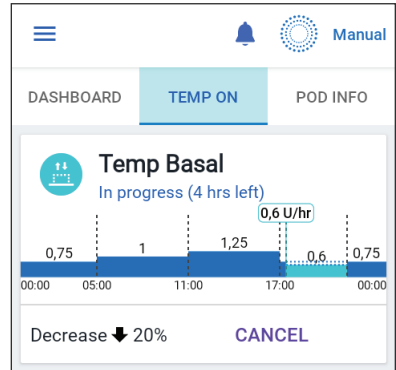 Manual
DASHBOARD TEMP ON POD INFO
Temp Basal
In progress (4 hrs left)
0,6 U/hr
0,75 1 1,25 0,6 0,75
00:00 05:00 11:00 17:00 00:00
Decrease 20% CANCEL